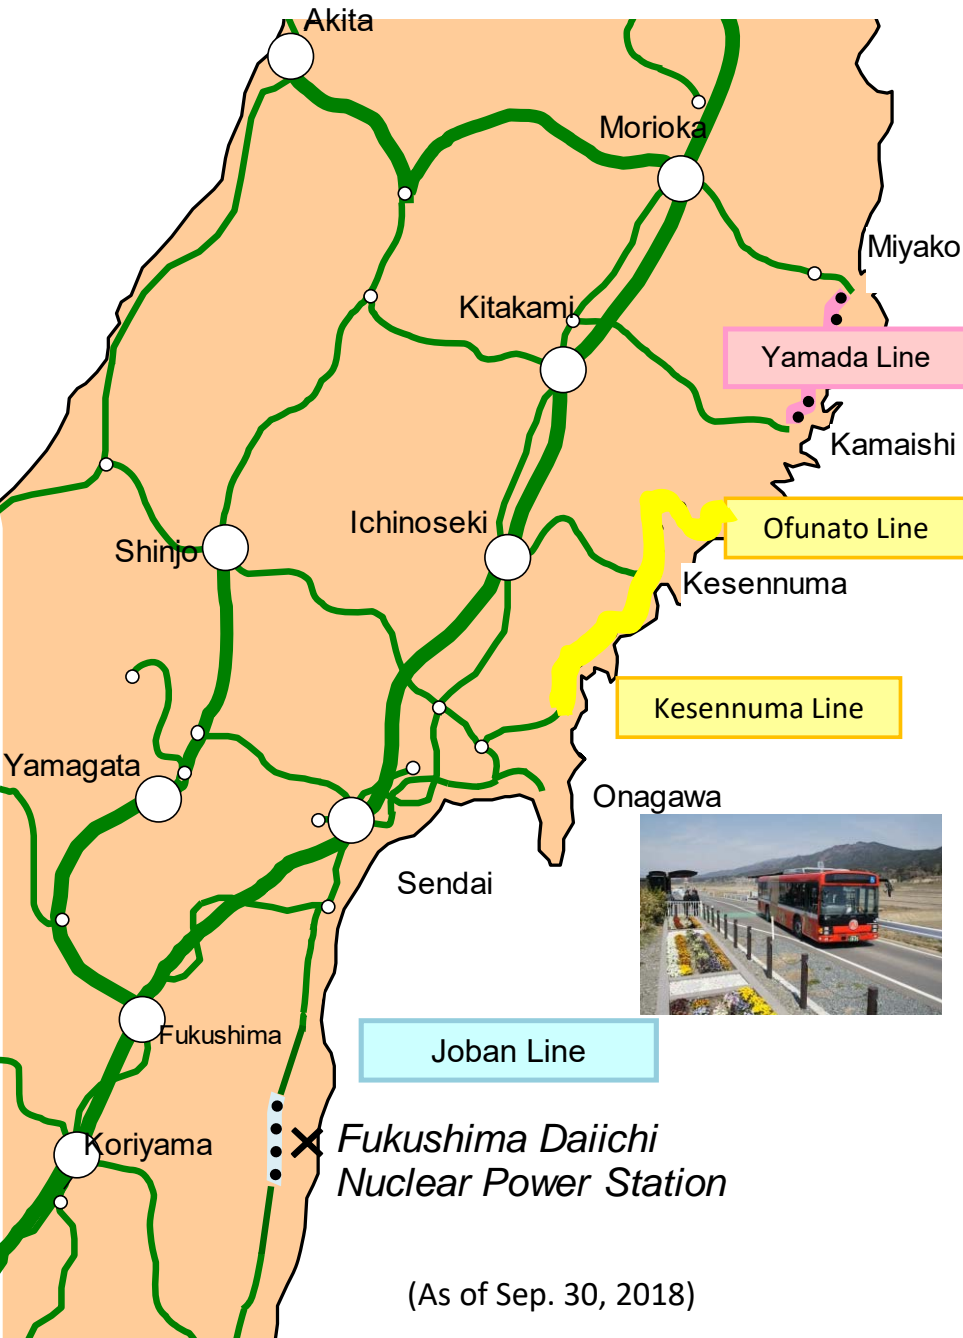 Akita
Morioka
Miyako
Kitakami
Yamada Line
Kamaishi
Ichinoseki
Ofunato Line
Shinjo
Kesennuma
Kesennuma Line
Yamagata
Onagawa
Sendai
Fukushima
Joban Line
Koriyama
Fukushima Daiichi
Nuclear Power Station
(As of Sep. 30, 2018)